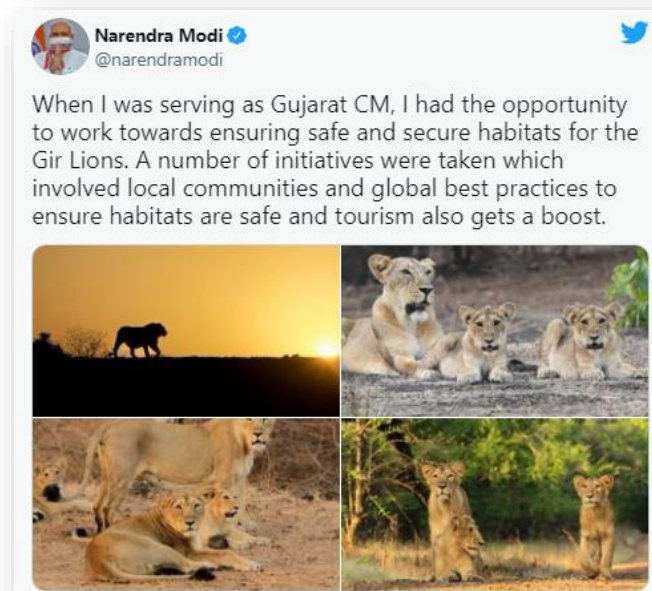 Narendra Modi
@narendramodi
When I was serving as Gujarat CM, I had the opportunity
to work towards ensuring safe and secure habitats for the
Gir Lions. A number of initiatives were taken which
involved local communities and global best practices to
ensure habitats are safe and tourism also gets a boost.